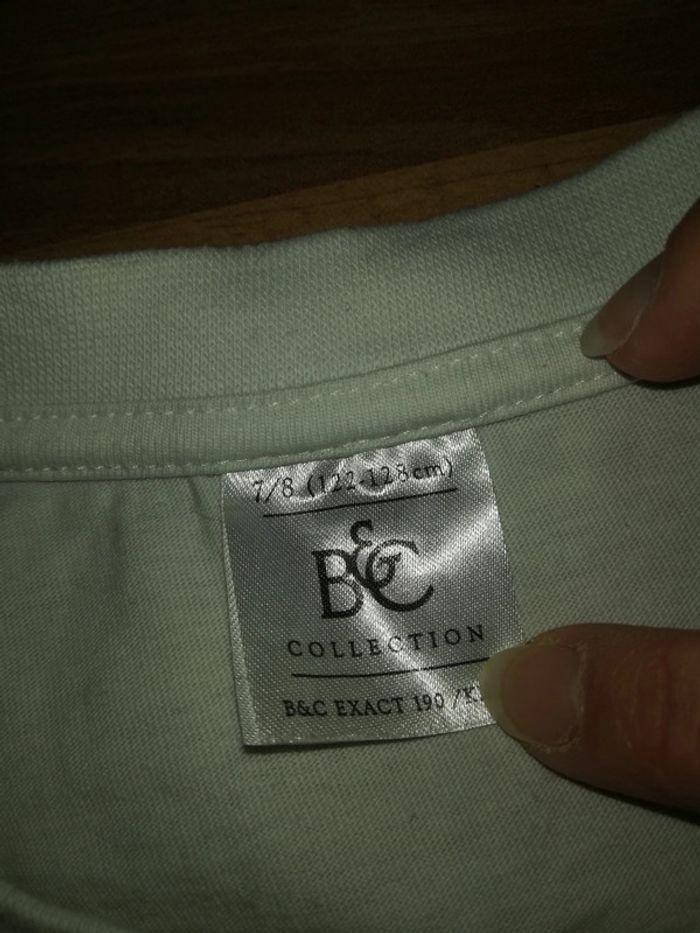 7/8 (122-128cm)
B&C
COLLECTION
B&C EXACT 190